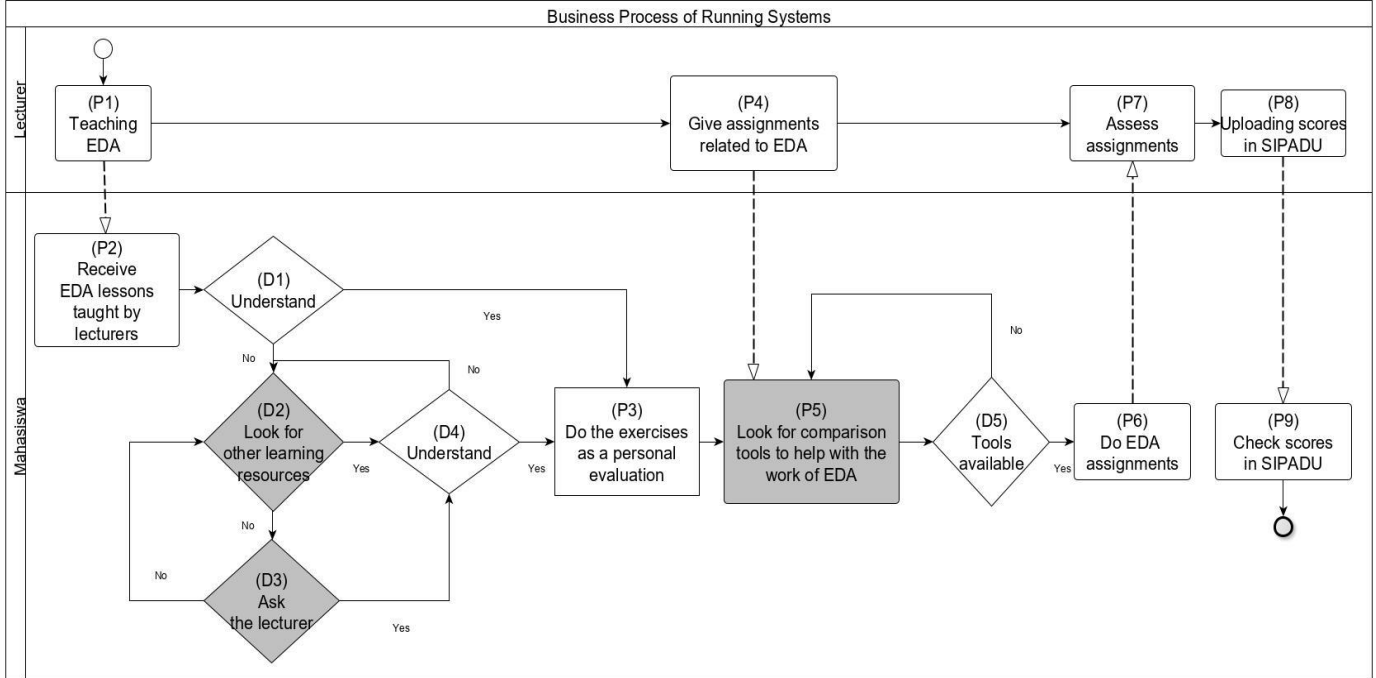 Business Process of Running Systems
Lecturer
(P1)
Teaching
EDA
(P4)
Give assignments
related to EDA
(P7)
Assess
assignments
(P8)
Uploading scores
in SIPADU
Mahasiswa
(P2)
Receive
EDA lessons
taught by
lecturers
(D1)
Understand
Yes
No
No
(D2)
Look for
other learning
resources
Yes
(D4)
Understand
Yes
(P3)
Do the exercises
as a personal
evaluation
(P5)
Look for comparison
tools to help with the
work of EDA
No
(D5)
Tools
available
Yes
(P6)
Do EDA
assignments
(P9)
Check scores
in SIPADU
No
No
(D3)
Ask
the lecturer
Yes